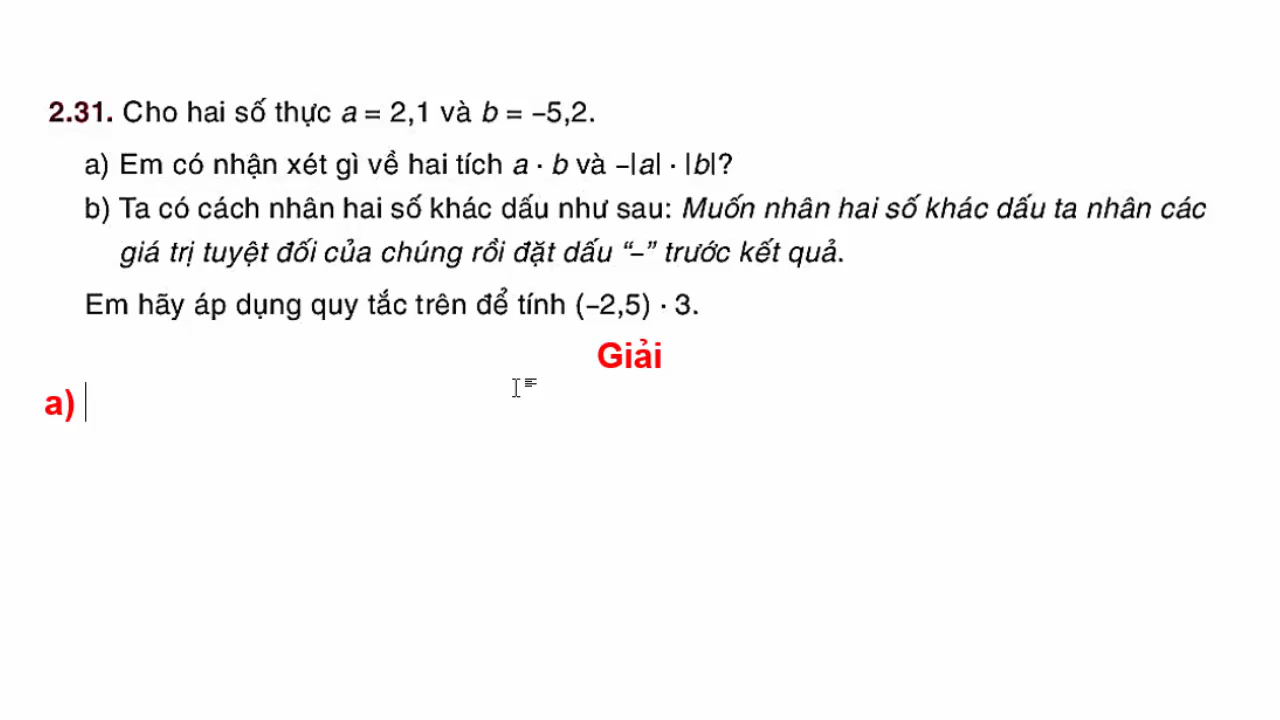 2.31. Cho hai số thực a = 2,1 và b = –5,2.
a) Em có nhận xét gì về hai tích a · b và –|a| · |b|?
b) Ta có cách nhân hai số khác dấu như sau: Muốn nhân hai số khác dấu ta nhân các
giá trị tuyệt đối của chúng rồi đặt dấu “–” trước kết quả.
Em hãy áp dụng quy tắc trên để tính (–2,5) · 3.
Giải
a)